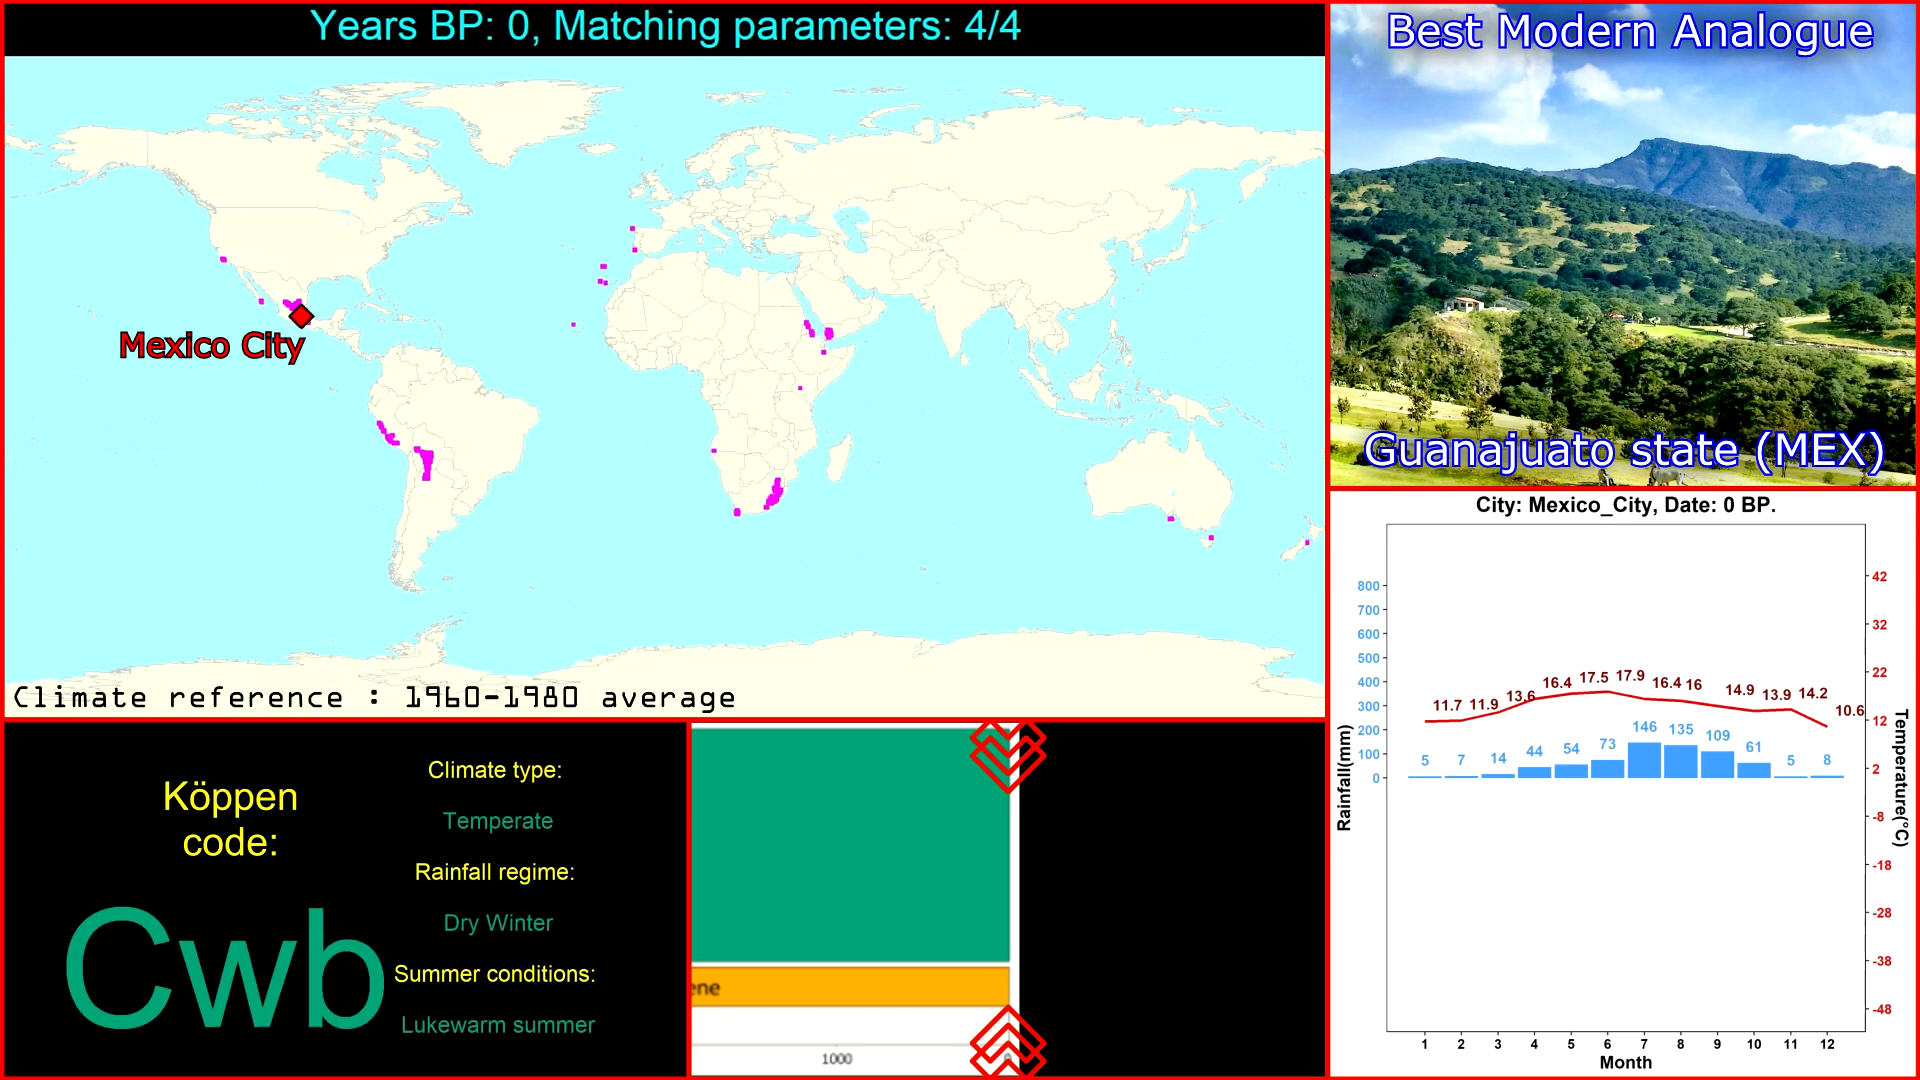 Years BP: 0, Matching parameters: 4/4
Mexico City
Climate reference : 1960-1980 average
Best Modern Analogue
Guanajuato state (MEX)
City: Mexico_City, Date: 0 BP.
800
700
600
500
400
300
200
100
0
Rainfall(mm)
11.7 11.9 13.6 16.4 17.5 17.9 16.4 16 14.9 13.9 14.2 10.6
5 7 14 44 54 73 146 135 109 61 5 8
42
32
22
12
2
-8
-18
-28
-38
-48
Temperature(°C)
1 2 3 4 5 6 7 8 9 10 11 12
Month
Köppen
code:
Cwb
Climate type:
Temperate
Rainfall regime:
Dry Winter
Summer conditions:
Lukewarm summer
ene
1000